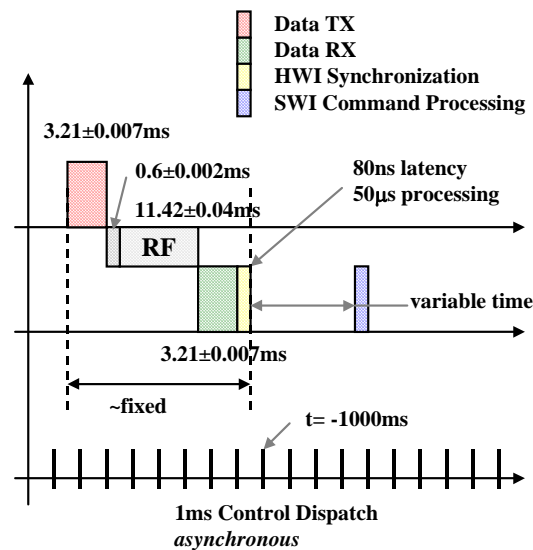 Data TX
Data RX
HWI Synchronization
SWI Command Processing
3.21±0.007ms
0.6±0.002ms
80ns latency
50μs processing
11.42±0.04ms
RF
variable time
3.21±0.007ms
~fixed
t= -1000ms
1ms Control Dispatch
asynchronous